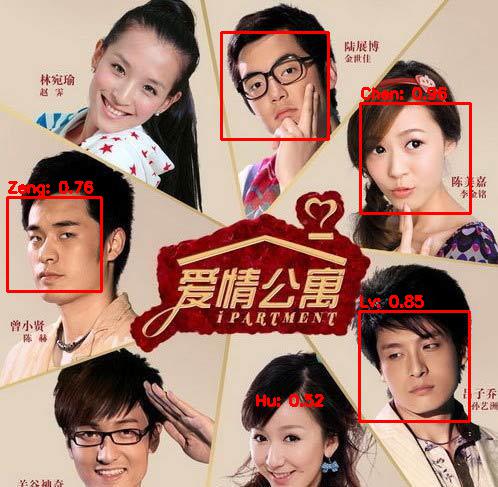 陆展博
金世佳
林宛瑜
赵霁
Chen: 0.96
陈美嘉
李金铭
Zeng: 0.76
爱情公寓
iPARTMENT
Lv: 0.85
曾小贤
陈赫
吕子乔
孙艺洲
Hu: 0.52
关谷神奇